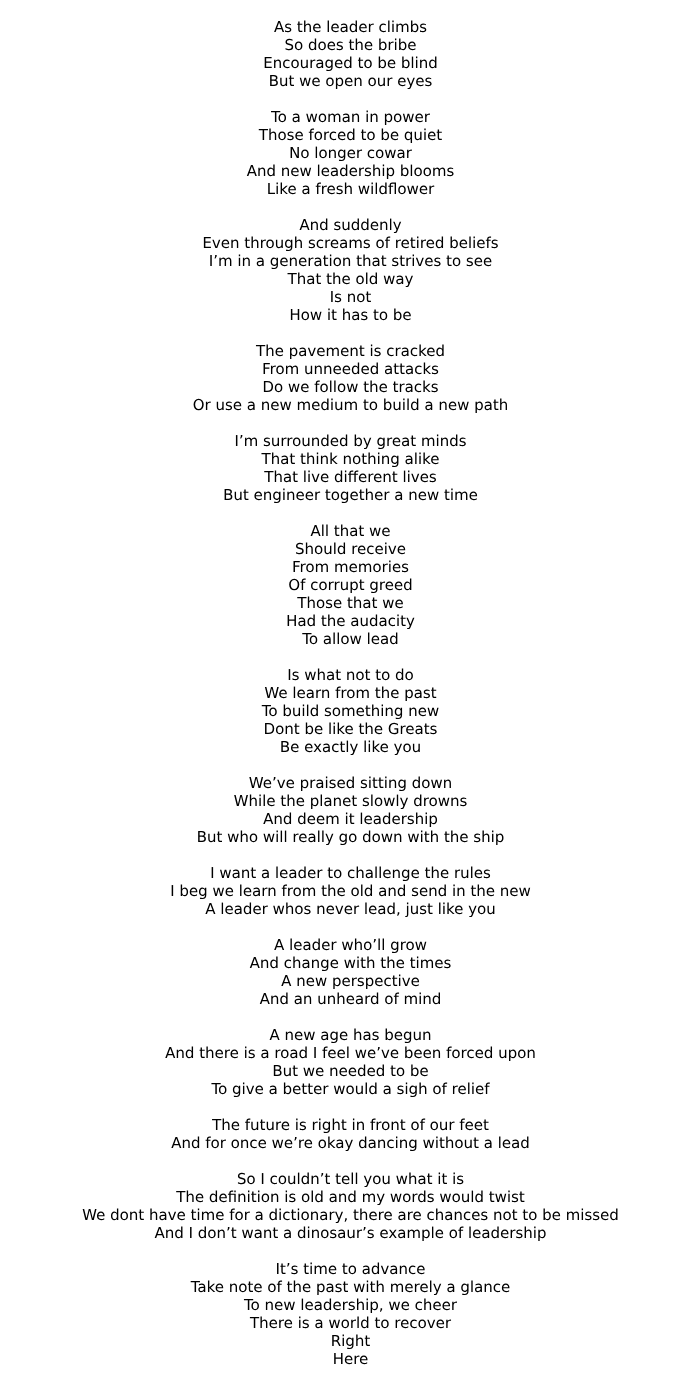 As the leader climbs
So does the bribe
Encouraged to be blind
But we open our eyes

To a woman in power
Those forced to be quiet
No longer cowar
And new leadership blooms
Like a fresh wildflower

And suddenly
Even through screams of retired beliefs
I’m in a generation that strives to see
That the old way
Is not
How it has to be

The pavement is cracked
From unneeded attacks
Do we follow the tracks
Or use a new medium to build a new path

I’m surrounded by great minds
That think nothing alike
That live different lives
But engineer together a new time

All that we
Should receive
From memories
Of corrupt greed
Those that we
Had the audacity
To allow lead

Is what not to do
We learn from the past
To build something new
Dont be like the Greats
Be exactly like you

We’ve praised sitting down
While the planet slowly drowns
And deem it leadership
But who will really go down with the ship

I want a leader to challenge the rules
I beg we learn from the old and send in the new
A leader whos never lead, just like you

A leader who’ll grow
And change with the times
A new perspective
And an unheard of mind

A new age has begun
And there is a road I feel we’ve been forced upon
But we needed to be
To give a better would a sigh of relief

The future is right in front of our feet
And for once we’re okay dancing without a lead

So I couldn’t tell you what it is
The definition is old and my words would twist
We dont have time for a dictionary, there are chances not to be missed
And I don’t want a dinosaur’s example of leadership

It’s time to advance
Take note of the past with merely a glance
To new leadership, we cheer
There is a world to recover
Right
Here